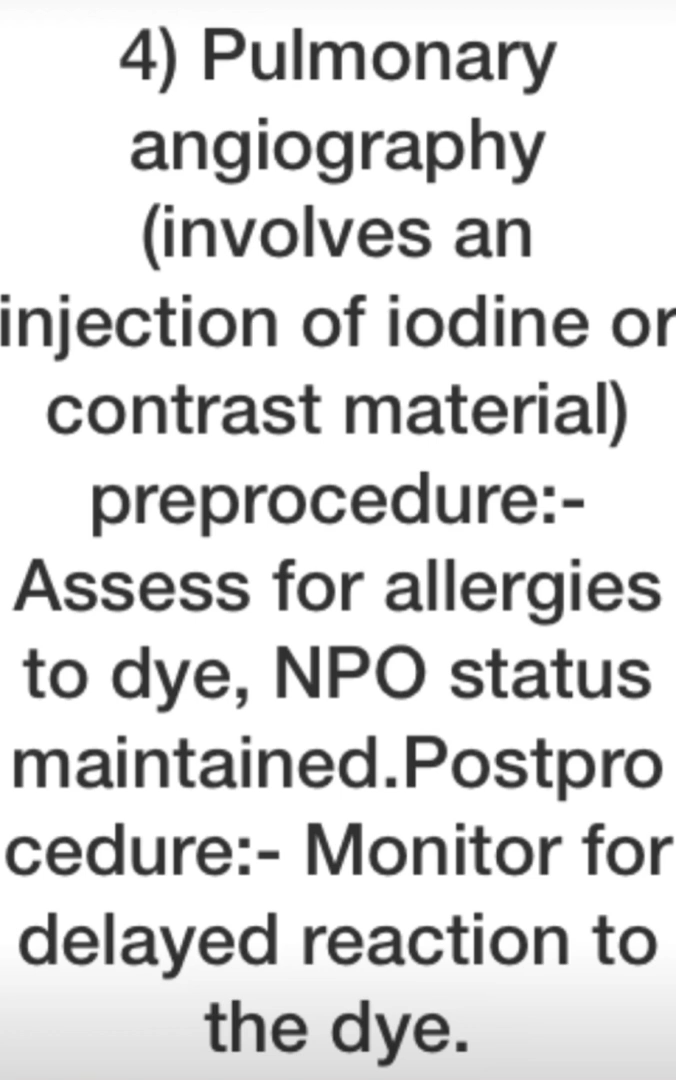 4) Pulmonary
angiography
(involves an
injection of iodine or
contrast material)
preprocedure:-
Assess for allergies
to dye, NPO status
maintained.Postpro
cedure:- Monitor for
delayed reaction to
the dye.